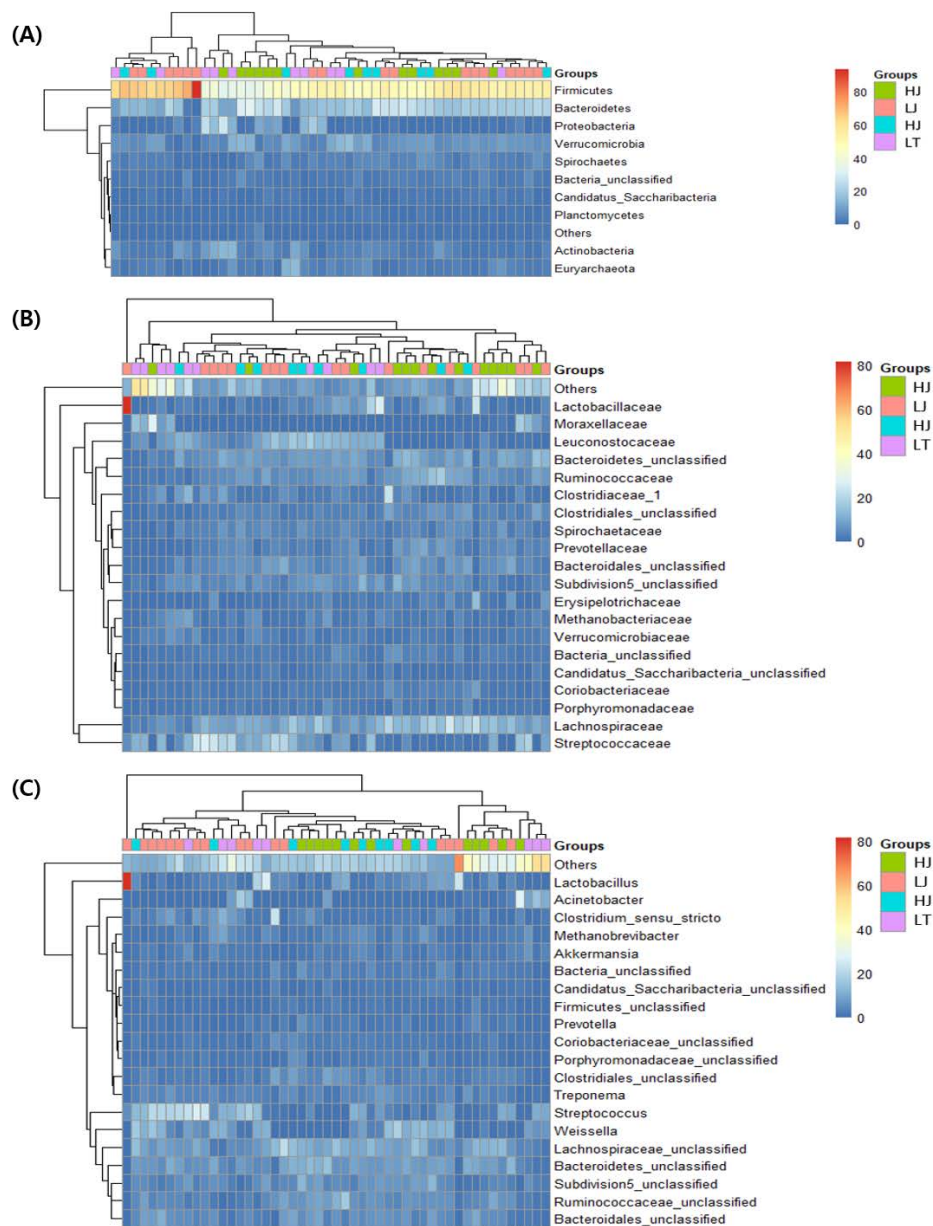 (A)
Groups
Firmicutes
Bacteroidetes
Proteobacteria
Verrucomicrobia
Spirochaetes
Bacteria_unclassified
Candidatus_Saccharibacteria
Planctomycetes
Others
Actinobacteria
Euryarchaeota
80
60
40
20
0
Groups
HJ
LJ
HJ
LT
(B)
Groups
Others
Lactobacillaceae
Moraxellaceae
Leuconostocaceae
Bacteroidetes_unclassified
Ruminococcaceae
Clostridiaceae_1
Clostridiales_unclassified
Spirochaetaceae
Prevotellaceae
Bacteroidales_unclassified
Subdivision5_unclassified
Erysipelotrichaceae
Methanobacteriaceae
Verrucomicrobiaceae
Bacteria_unclassified
Candidatus_Saccharibacteria_unclassified
Coriobacteriaceae
Porphyromonadaceae
Lachnospiraceae
Streptococcaceae
80
60
40
20
0
Groups
HJ
LJ
HJ
LT
(C)
Groups
Others
Lactobacillus
Acinetobacter
Clostridium_sensu_stricto
Methanobrevibacter
Akkermansia
Bacteria_unclassified
Candidatus_Saccharibacteria_unclassified
Firmicutes_unclassified
Prevotella
Coriobacteriaceae_unclassified
Porphyromonadaceae_unclassified
Clostridiales_unclassified
Treponema
Streptococcus
Weissella
Lachnospiraceae_unclassified
Bacteroidetes_unclassified
Subdivision5_unclassified
Ruminococcaceae_unclassified
Bacteroidales_unclassified
80
60
40
20
0
Groups
HJ
LJ
HJ
LT